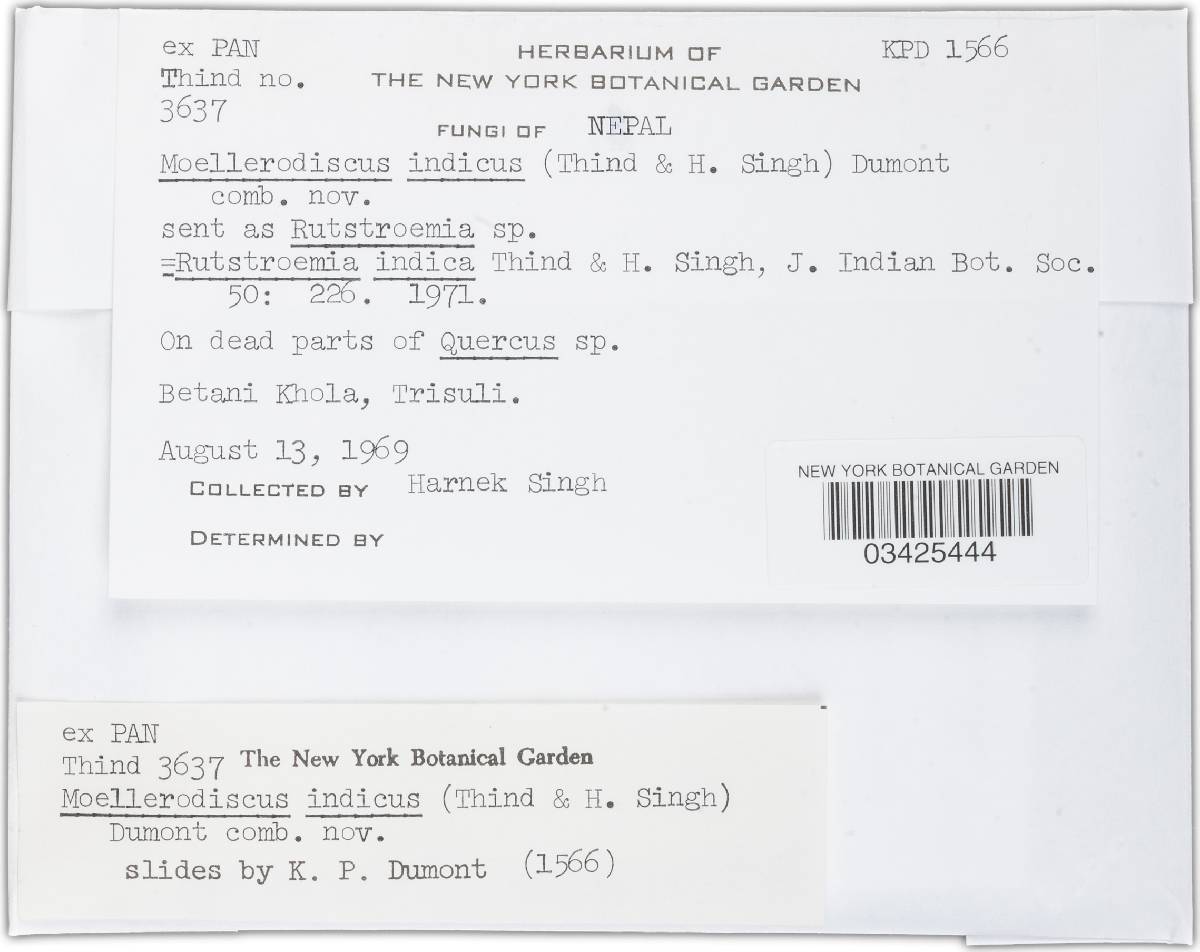 ex PAN
HERBARIUM OF
KPD 1566
Thind no.
THE NEW YORK BOTANICAL GARDEN
3637
FUNGI OF NEPAL
Moellerodiscus indicus (Thind & H. Singh) Dumont
comb. nov.
sent as Rutstroemia sp.
=Rutstroemia indica Thind & H. Singh, J. Indian Bot. Soc.
50: 226. 1971.
On dead parts of Quercus sp.
Betani Khola, Trisuli.
August 13, 1969
COLLECTED BY Harnek Singh
DETERMINED BY
NEW YORK BOTANICAL GARDEN
03425444
ex PAN
Thind 3637 The New York Botanical Garden
Moellerodiscus indicus (Thind & H. Singh)
Dumont comb. nov.
slides by K. P. Dumont (1566)